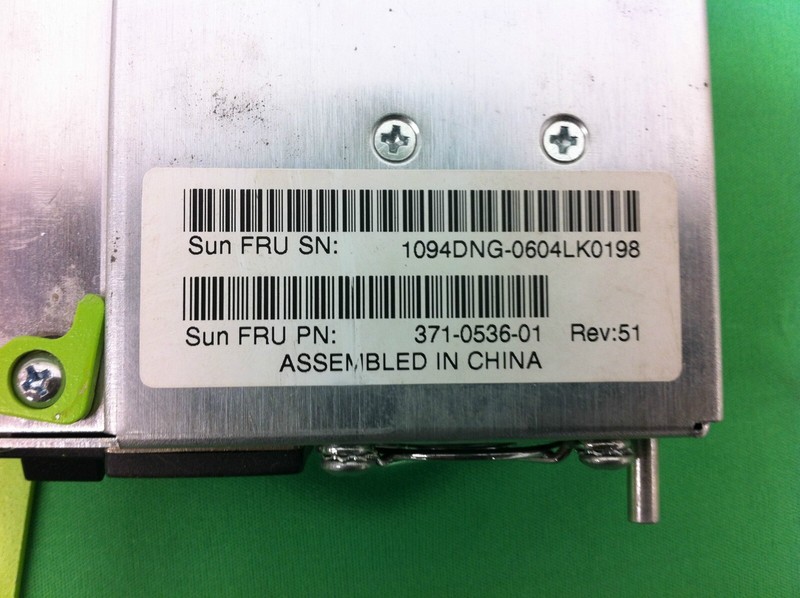 Sun FRU SN: 1094DNG-0604LK0198
Sun FRU PN: 371-0536-01 Rev:51
ASSEMBLED IN CHINA